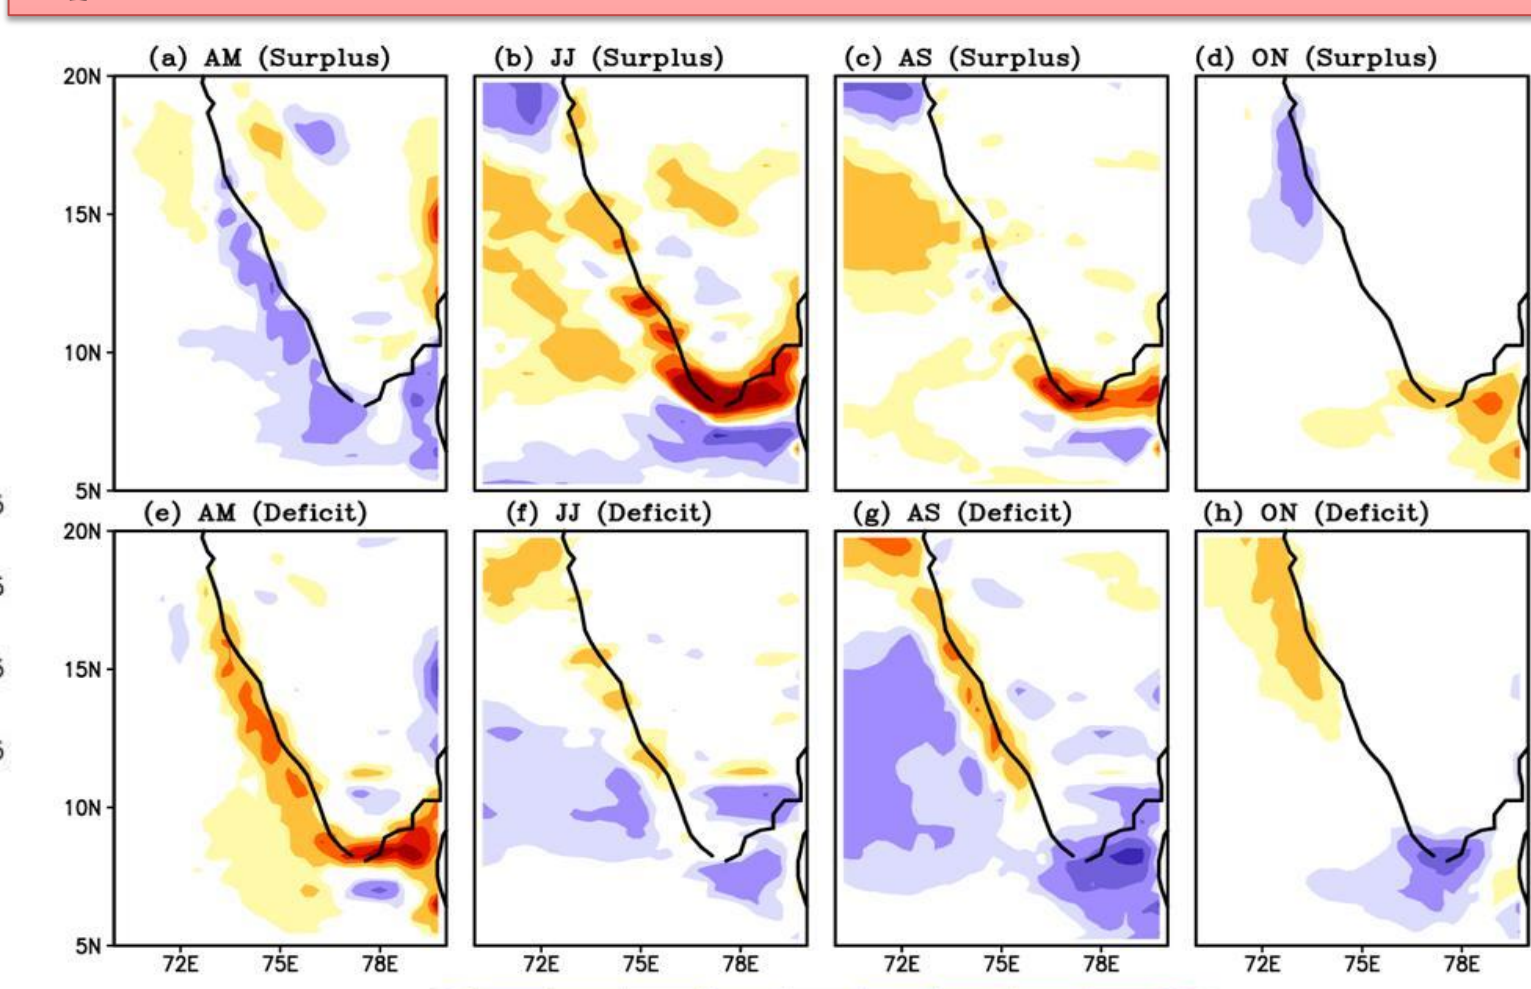 (a) AM (Surplus) (b) JJ (Surplus) (c) AS (Surplus) (d) ON (Surplus)
20N
15N
10N
5N
(e) AM (Deficit) (f) JJ (Deficit) (g) AS (Deficit) (h) ON (Deficit)
20N
15N
10N
5N
72E 75E 78E 72E 75E 78E 72E 75E 78E 72E 75E 78E